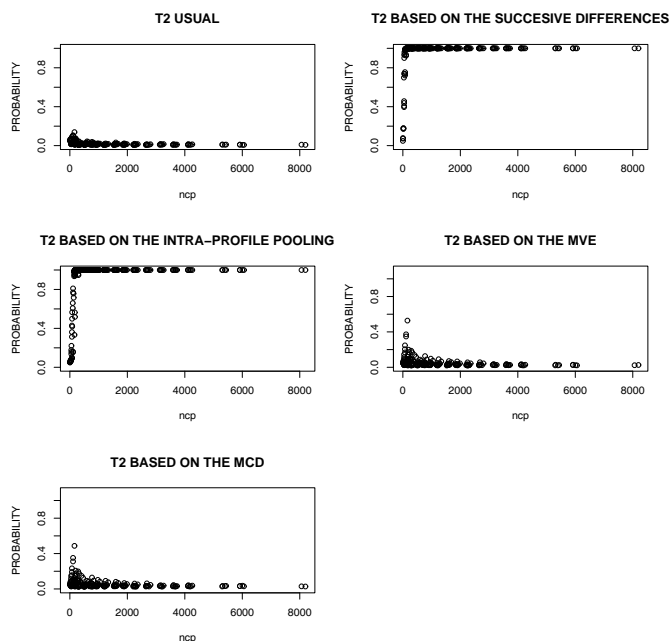 T2 USUAL
PROBABILITY
0.0 0.4 0.8
0 2000 4000 6000 8000
ncp
T2 BASED ON THE SUCCESIVE DIFFERENCES
PROBABILITY
0.0 0.4 0.8
0 2000 4000 6000 8000
ncp
T2 BASED ON THE INTRA−PROFILE POOLING
PROBABILITY
0.0 0.4 0.8
0 2000 4000 6000 8000
ncp
T2 BASED ON THE MVE
PROBABILITY
0.0 0.4 0.8
0 2000 4000 6000 8000
ncp
T2 BASED ON THE MCD
PROBABILITY
0.0 0.4 0.8
0 2000 4000 6000 8000
ncp